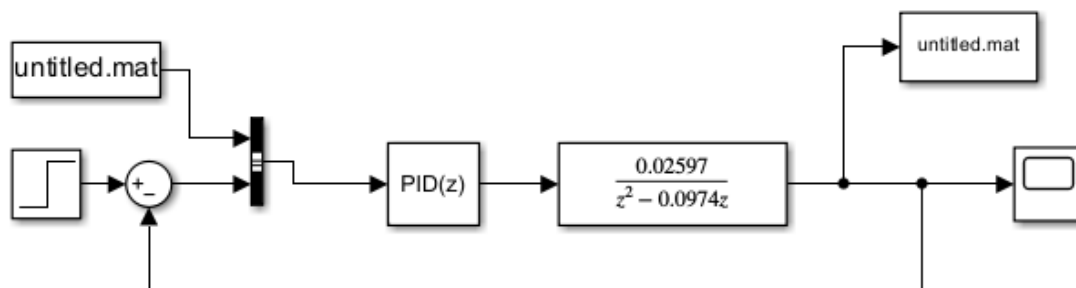 untitled.mat
untitled.mat
+
−
PID(z)
0.02597
z² − 0.0974z